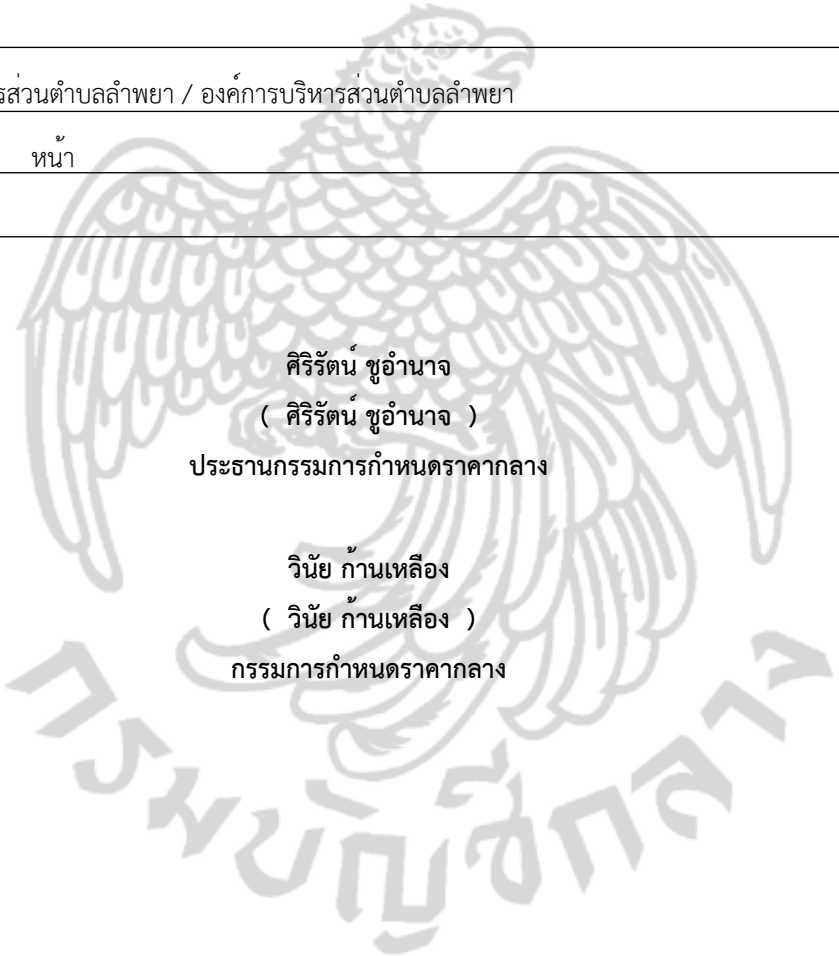 รส่วนตำบลลำพยา / องค์การบริหารส่วนตำบลลำพยา
หน้า
ศิริรัตน์ ชูอำนาจ
( ศิริรัตน์ ชูอำนาจ )
ประธานกรรมการกำหนดราคากลาง
วินัย ก้านเหลือง
( วินัย ก้านเหลือง )
กรรมการกำหนดราคากลาง
กรมบัญชีกลาง